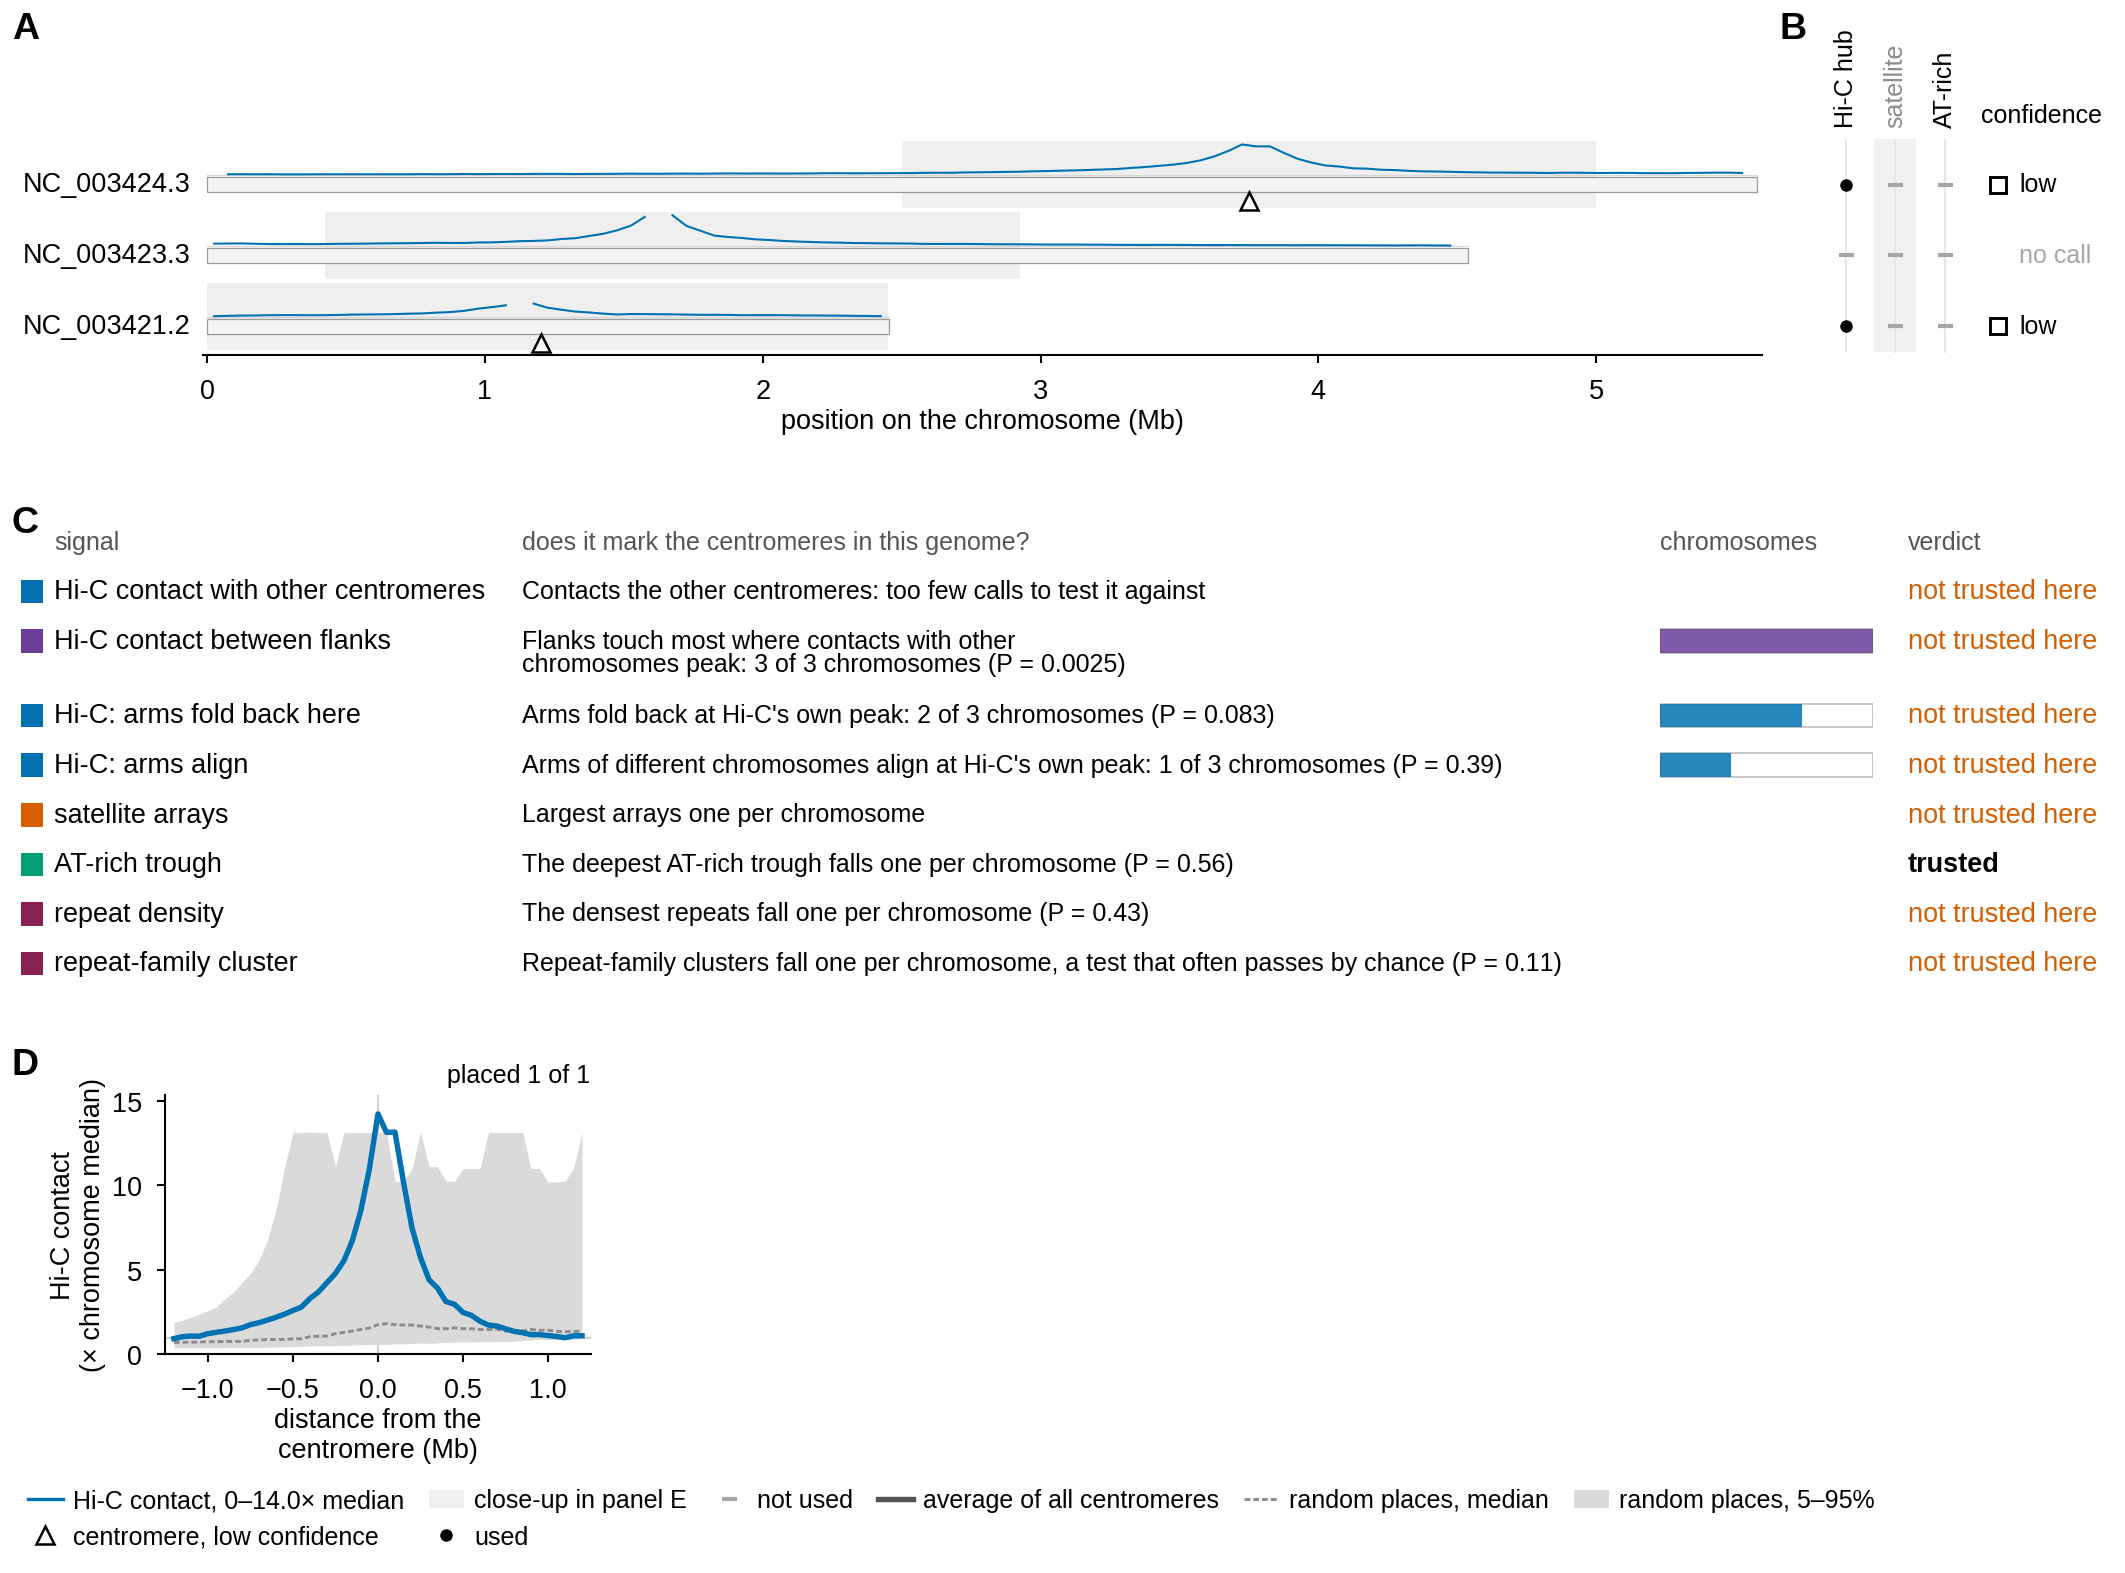 A
B
Hi-C hub
satellite
AT-rich
confidence
NC_003424.3
low
NC_003423.3
no call
NC_003421.2
low
0 1 2 3 4 5
position on the chromosome (Mb)
C
signal does it mark the centromeres in this genome? chromosomes verdict
Hi-C contact with other centromeres Contacts the other centromeres: too few calls to test it against not trusted here
Hi-C contact between flanks Flanks touch most where contacts with other not trusted here
chromosomes peak: 3 of 3 chromosomes (P = 0.0025)
Hi-C: arms fold back here Arms fold back at Hi-C's own peak: 2 of 3 chromosomes (P = 0.083) not trusted here
Hi-C: arms align Arms of different chromosomes align at Hi-C's own peak: 1 of 3 chromosomes (P = 0.39) not trusted here
satellite arrays Largest arrays one per chromosome not trusted here
AT-rich trough The deepest AT-rich trough falls one per chromosome (P = 0.56) trusted
repeat density The densest repeats fall one per chromosome (P = 0.43) not trusted here
repeat-family cluster Repeat-family clusters fall one per chromosome, a test that often passes by chance (P = 0.11) not trusted here
D
placed 1 of 1
Hi-C contact
(× chromosome median)
15
10
5
0
−1.0 −0.5 0.0 0.5 1.0
distance from the
centromere (Mb)
Hi-C contact, 0–14.0× median close-up in panel E not used average of all centromeres random places, median random places, 5–95%
centromere, low confidence used